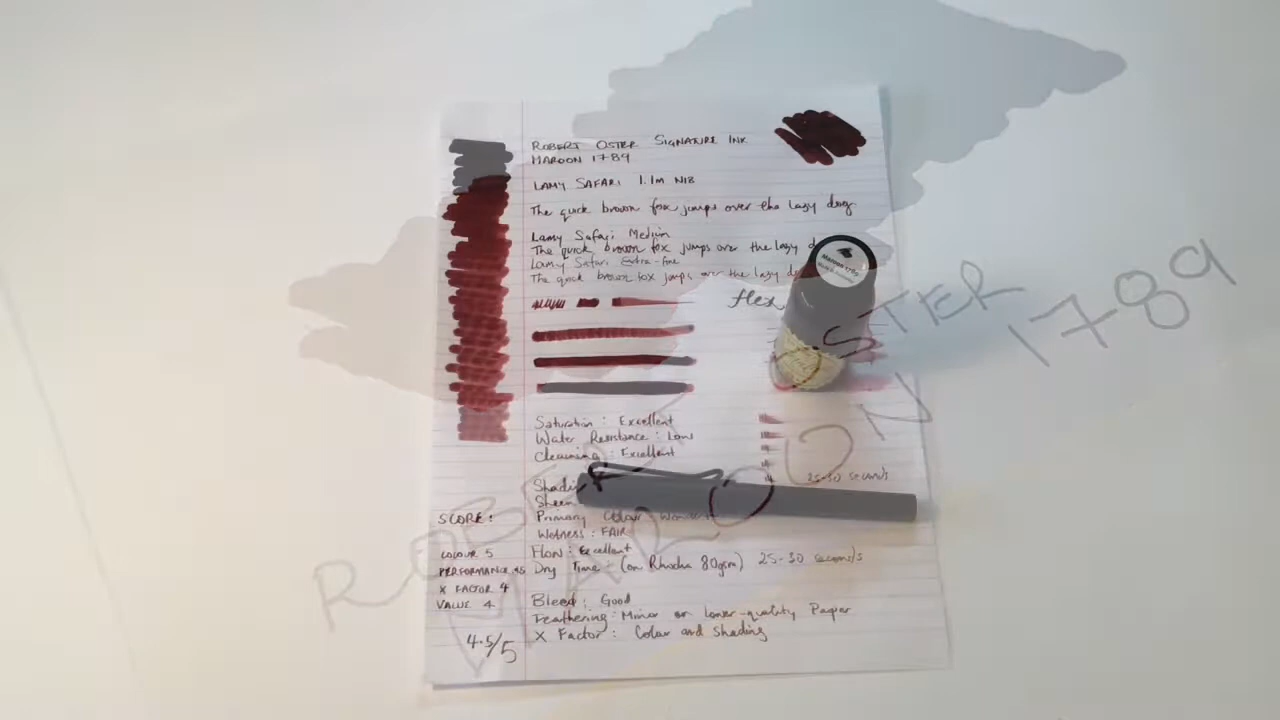 ROBERT OSTER SIGNATURE INK
MAROON 1789
LAMY SAFARI 1.1M NIB
The quick brown fox jumps over the lazy dog
Lamy Safari Medium
The quick brown fox jumps over the lazy
Lamy Safari Extra-fine
The quick brown fox jumps over the lazy
flex
Maroon 1789
Saturation: Excellent
Water Resistance: Low
Cleaning: Excellent
25-30 seconds
Sheen
Primary Colour: Wonderf
Wetness: FAIR
Flow: Excellent
Dry Time: (on Rhodia 80gsm) 25-30 second/s
Bleed: Good
Feathering: Minor on lower-quality Paper
X Factor: Colour and Shading
SCORE:
COLOUR 5
PERFORMANCE 4.5
X FACTOR 4
VALUE 4
4.5/5
ROBERT OSTER
MAROON 1789